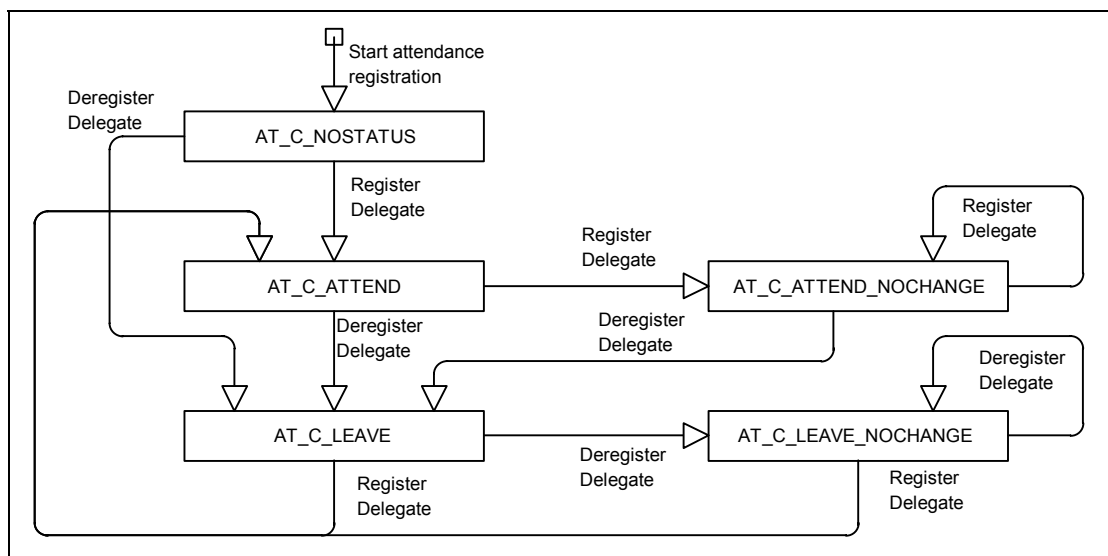 Start attendance
registration
Deregister
Delegate
AT_C_NOSTATUS
Register
Delegate
Register
Delegate
Register
Delegate
AT_C_ATTEND
AT_C_ATTEND_NOCHANGE
Deregister
Delegate
Deregister
Delegate
Deregister
Delegate
AT_C_LEAVE
AT_C_LEAVE_NOCHANGE
Deregister
Delegate
Register
Delegate
Register
Delegate